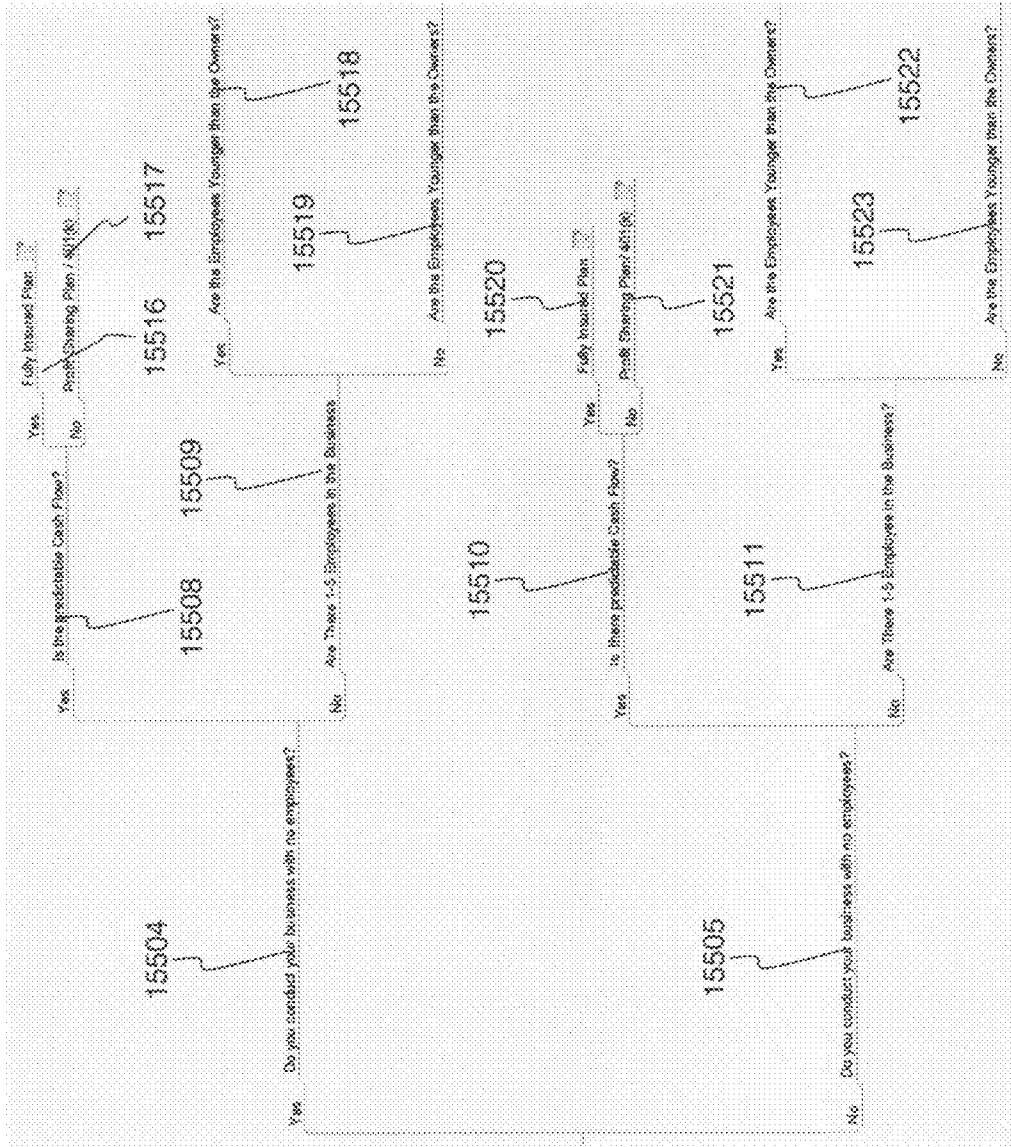 Yes Fully Insured Plan
Yes Is the predictable Cash Flow?
No Profit Sharing Plan / 401(k)
15504 15516 15517
15508 15509
Yes Are the Employees Younger than the Owners?
Yes Do you conduct your business with no employees?
15519
No Are There 1-5 Employees in the Business
15518
No Are the Employees Younger than the Owners?
15510 15520
Yes Fully Insured Plan
Yes Is there predictable Cash Flow?
No Profit Sharing Plan/ 401(k)
15505 15521
15511
Yes Are the Employees Younger than the Owners?
No Do you conduct your business with no employees?
15523
No Are There 1-5 Employee in the Business?
15522
No Are the Employees Younger than the Owners?